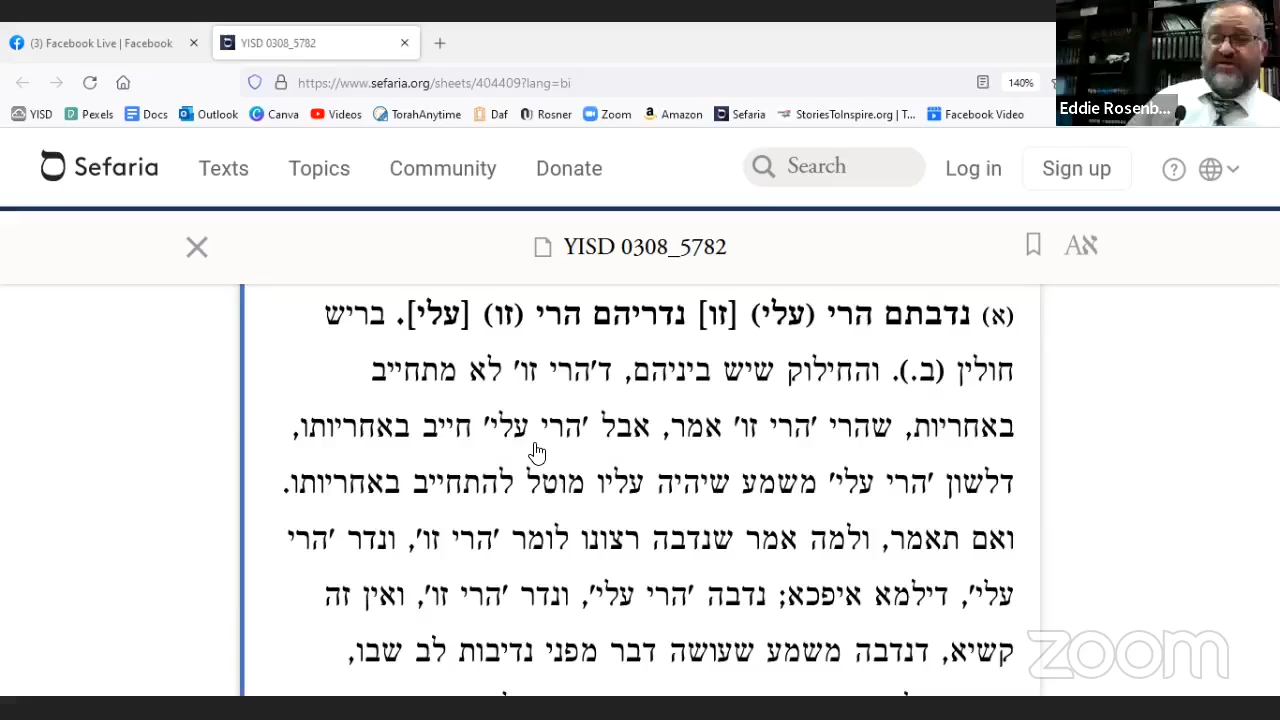 (3) Facebook Live | Facebook
YISD 0308_5782
https://www.sefaria.org/sheets/404409?lang=bi
140%
YISD Pexels Docs Outlook Canva Videos TorahAnytime Daf Rosner Zoom Amazon Sefaria StoriesToInspire.org | T... Facebook Video
Eddie Rosenb...
Sefaria Texts Topics Community Donate Search Log in Sign up
YISD 0308_5782
Aא
(א) נדבתם הרי (עלי) [זו] נדריהם הרי (זו) [עלי]. בריש
חולין (ב.). והחילוק שיש ביניהם, ד'הרי זו' לא מתחייב
באחריות, שהרי 'הרי זו' אמר, אבל 'הרי עלי' חייב באחריותו,
דלשון 'הרי עלי' משמע שיהיה עליו מוטל להתחייב באחריותו.
ואם תאמר, ולמה אמר שנדבה רצונו לומר 'הרי זו', ונדר 'הרי
עלי', דילמא איפכא; נדבה 'הרי עלי', ונדר 'הרי זו', ואין זה
קשיא, דנדבה משמע שעושה דבר מפני נדיבות לב שבו,
zoom